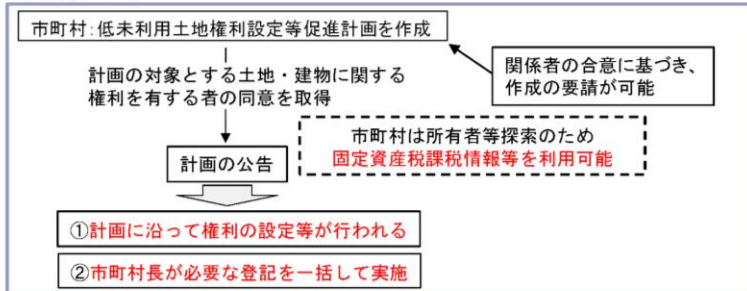 市町村：低未利用土地権利設定等促進計画を作成
計画の対象とする土地・建物に関する
権利を有する者の同意を取得
関係者の合意に基づき、
作成の要請が可能
計画の公告
市町村は所有者等探索のため
固定資産税課税情報等を利用可能
①計画に沿って権利の設定等が行われる
②市町村長が必要な登記を一括して実施